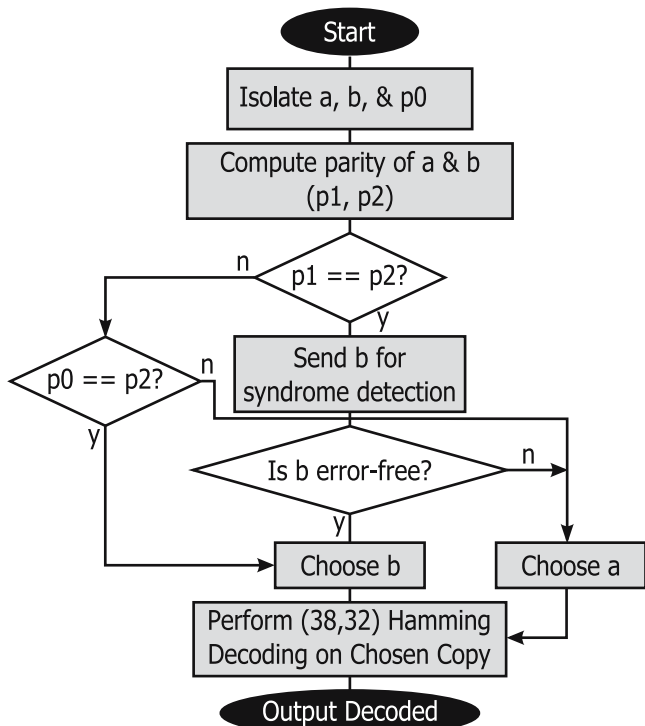 Start
Isolate a, b, & p0
Compute parity of a & b
(p1, p2)
n
p1 == p2?
y
p0 == p2?
n
y
Send b for
syndrome detection
Is b error-free?
n
y
Choose b
Choose a
Perform (38,32) Hamming
Decoding on Chosen Copy
Output Decoded